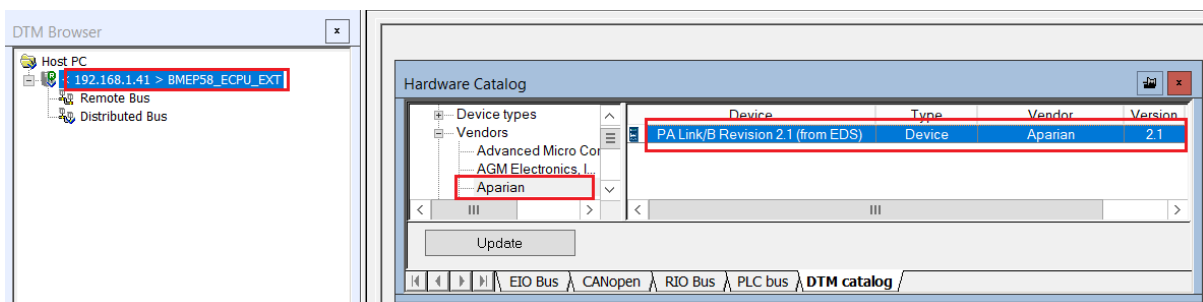 DTM Browser
x
Host PC
< 192.168.1.41 > BMEP58_ECPU_EXT
Remote Bus
Distributed Bus
Hardware Catalog
x
Device types
Vendors
Advanced Micro Cor
AGM Electronics, I...
Aparian
Device Type Vendor Version
PA Link/B Revision 2.1 (from EDS) Device Aparian 2.1
Update
EIO Bus CANopen RIO Bus PLC bus DTM catalog